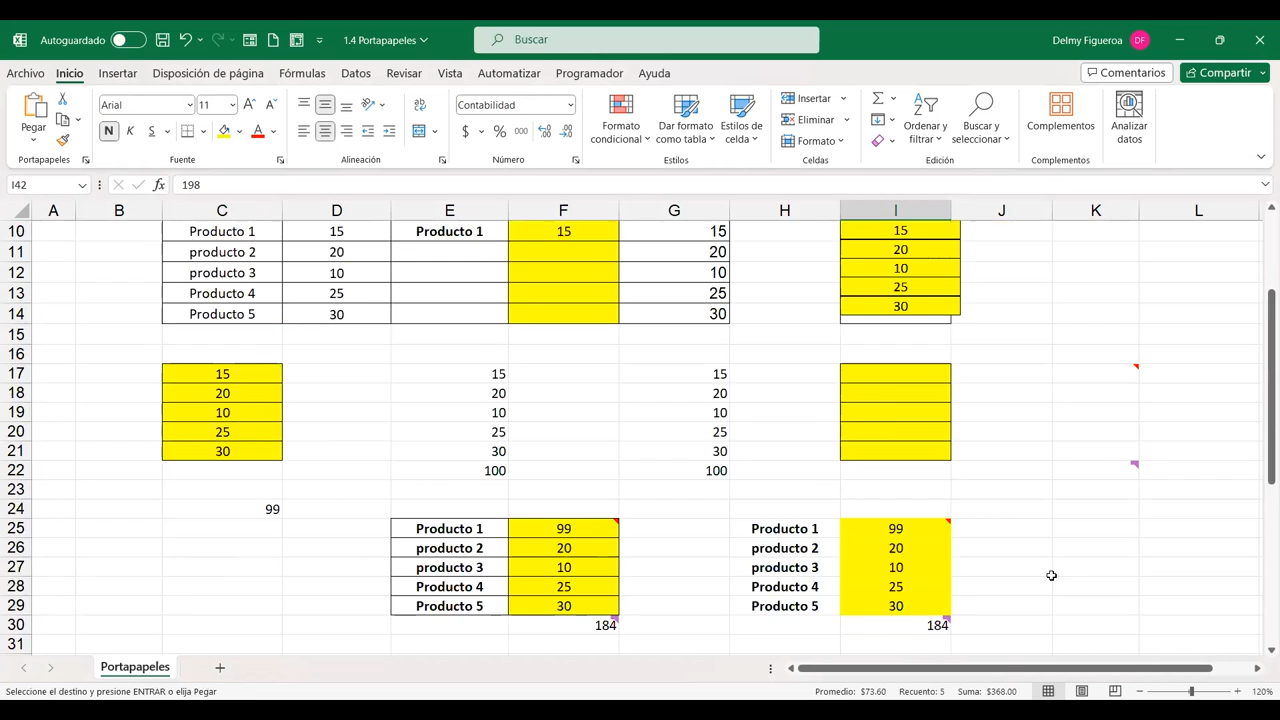 Autoguardado
1.4 Portapapeles
Buscar
Delmy Figueroa
DF
Archivo Inicio Insertar Disposición de página Fórmulas Datos Revisar Vista Automatizar Programador Ayuda
Comentarios
Compartir
Pegar
Portapapeles
Arial
11
N K S
Fuente
Alineación
Contabilidad
$ % 000
Número
Formato condicional
Dar formato como tabla
Estilos de celda
Estilos
Insertar
Eliminar
Formato
Celdas
Ordenar y filtrar
Buscar y seleccionar
Edición
Complementos
Complementos
Analizar datos
I42
fx
198
A B C D E F G H I J K L
10 Producto 1 15 Producto 1 15 15 15
11 producto 2 20 20 20
12 producto 3 10 10 10
13 Producto 4 25 25 25
14 Producto 5 30 30 30
15
16
17 15 15 15
18 20 20 20
19 10 10 10
20 25 25 25
21 30 30 30
22 100 100
23
24 99
25 Producto 1 99 Producto 1 99
26 producto 2 20 producto 2 20
27 producto 3 10 producto 3 10
28 Producto 4 25 Producto 4 25
29 Producto 5 30 Producto 5 30
30 184 184
31
Portapapeles
Seleccione el destino y presione ENTRAR o elija Pegar
Promedio: $73.60 Recuento: 5 Suma: $368.00
120%